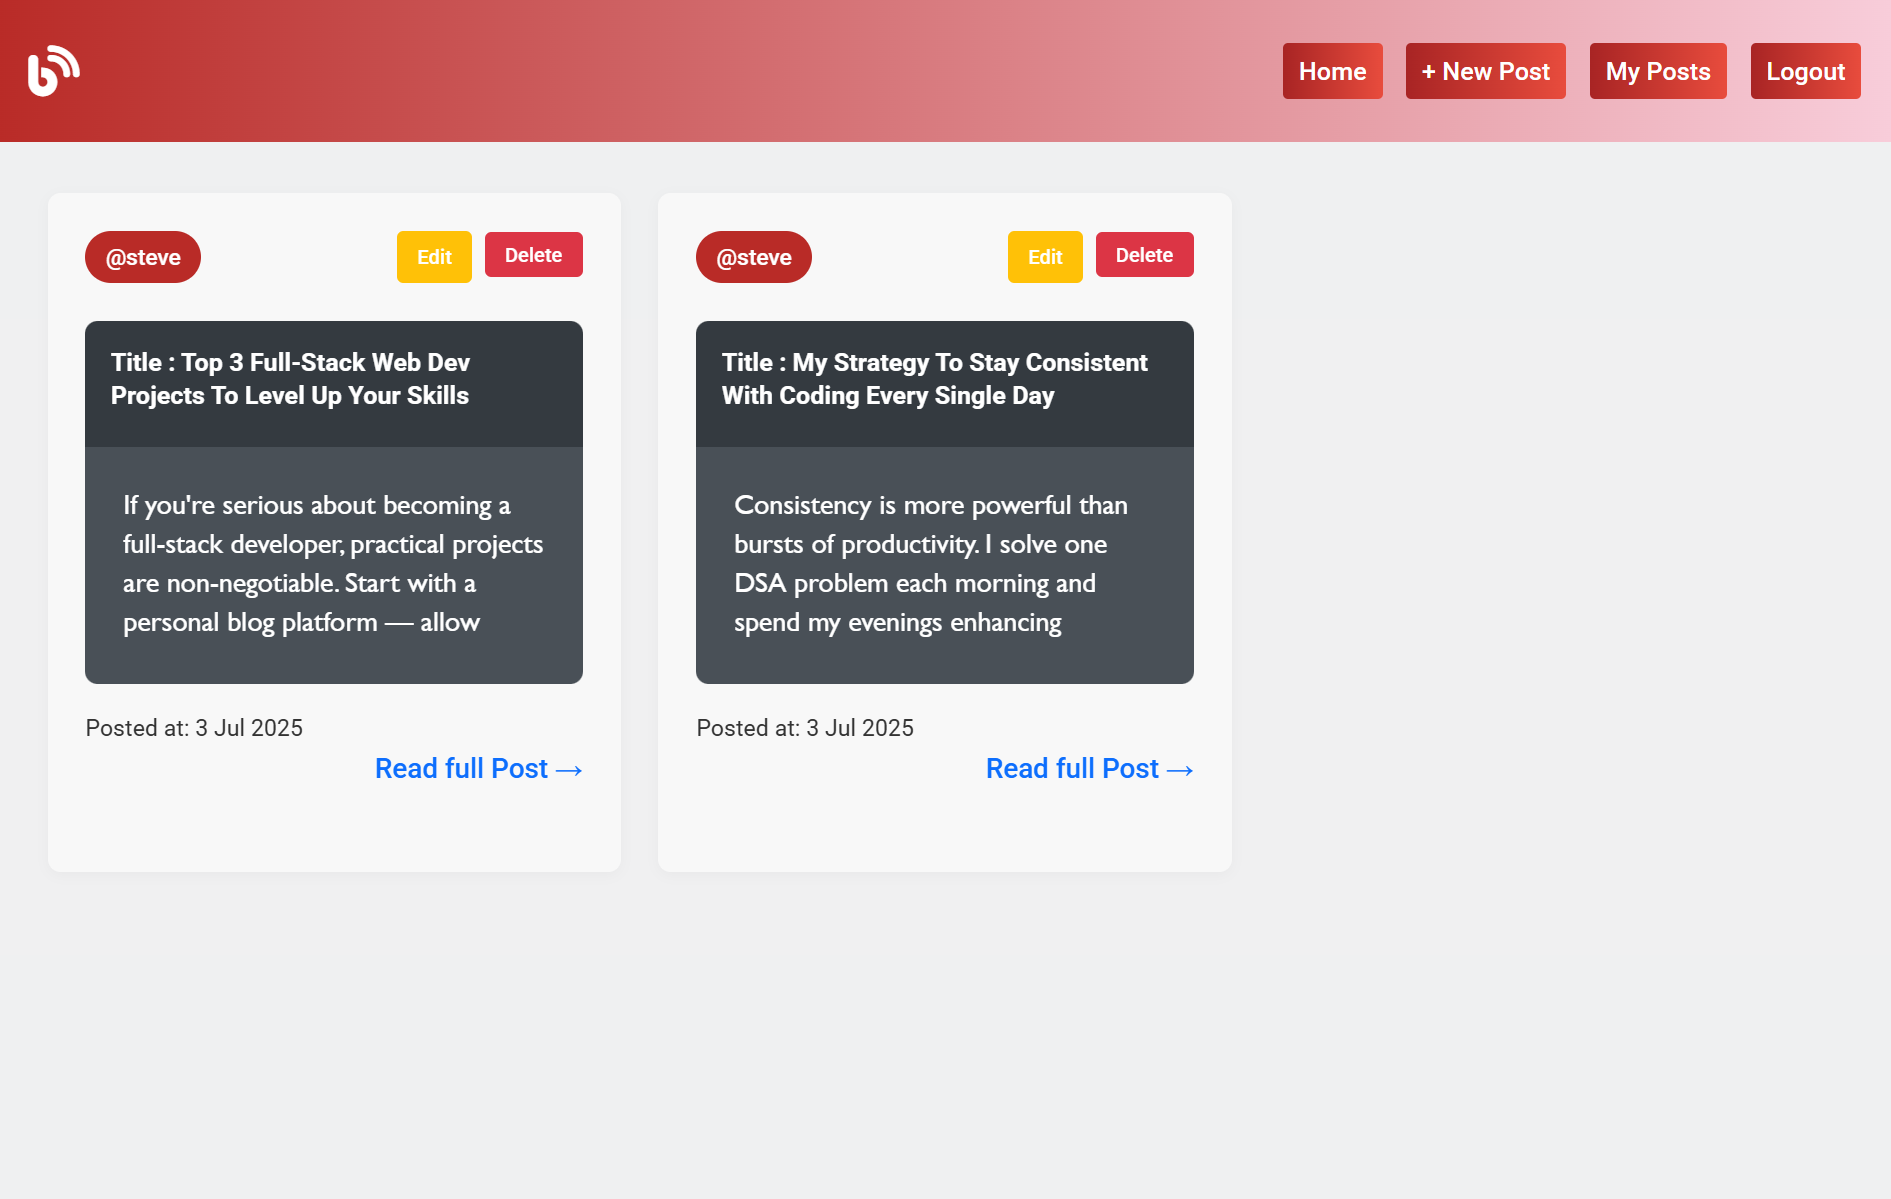 Home
+ New Post
My Posts
Logout
@steve
Edit
Delete
Title : Top 3 Full-Stack Web Dev
Projects To Level Up Your Skills
If you're serious about becoming a
full-stack developer, practical projects
are non-negotiable. Start with a
personal blog platform — allow
Posted at: 3 Jul 2025
Read full Post →
@steve
Edit
Delete
Title : My Strategy To Stay Consistent
With Coding Every Single Day
Consistency is more powerful than
bursts of productivity. I solve one
DSA problem each morning and
spend my evenings enhancing
Posted at: 3 Jul 2025
Read full Post →